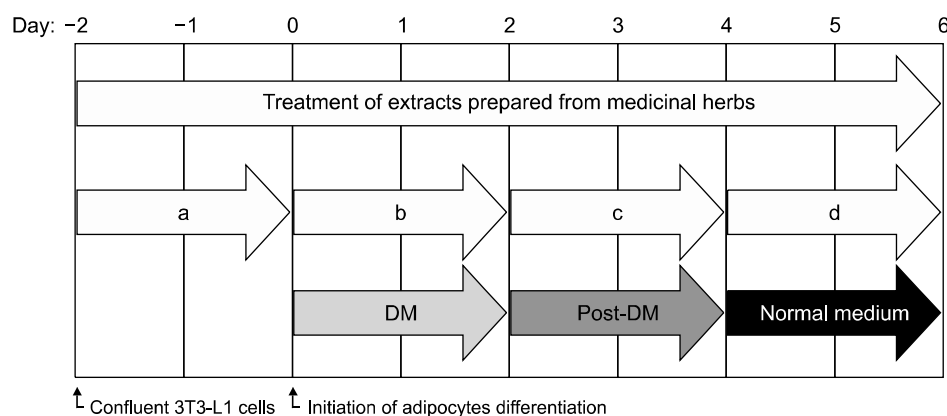 Day: −2 −1 0 1 2 3 4 5 6
Treatment of extracts prepared from medicinal herbs
a b c d
DM Post-DM Normal medium
Confluent 3T3-L1 cells Initiation of adipocytes differentiation